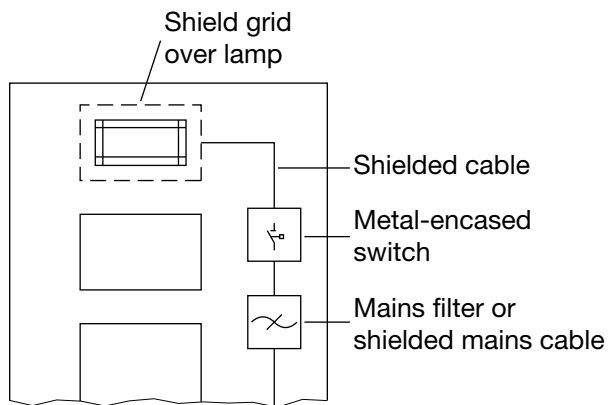 Shield grid
over lamp
Shielded cable
Metal-encased
switch
Mains filter or
shielded mains cable